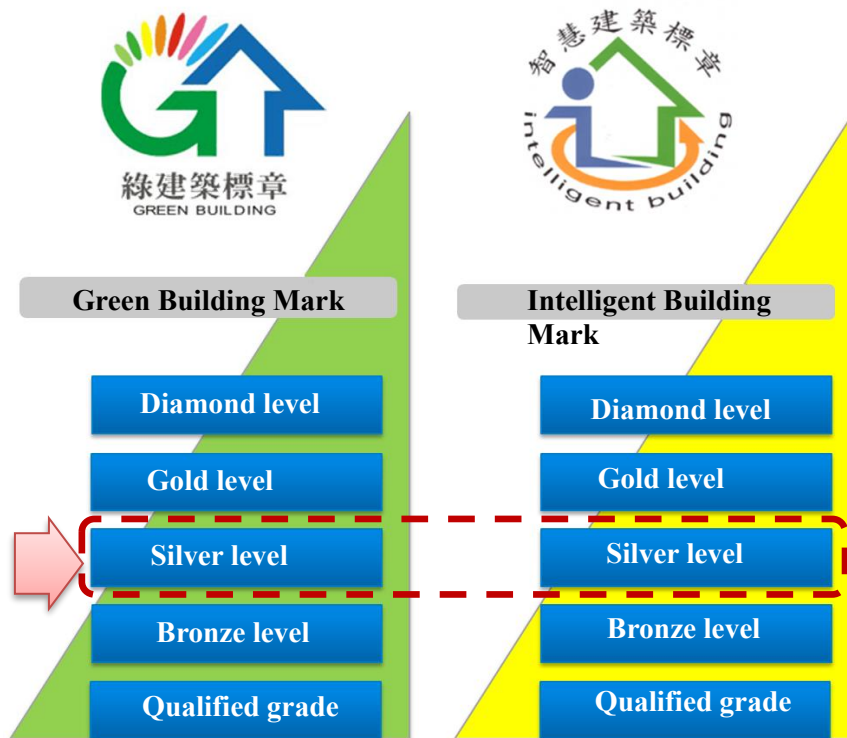 綠建築標章
GREEN BUILDING
Green Building Mark
Diamond level
Gold level
Silver level
Bronze level
Qualified grade
智慧建築標章
intelligent building
Intelligent Building
Mark
Diamond level
Gold level
Silver level
Bronze level
Qualified grade